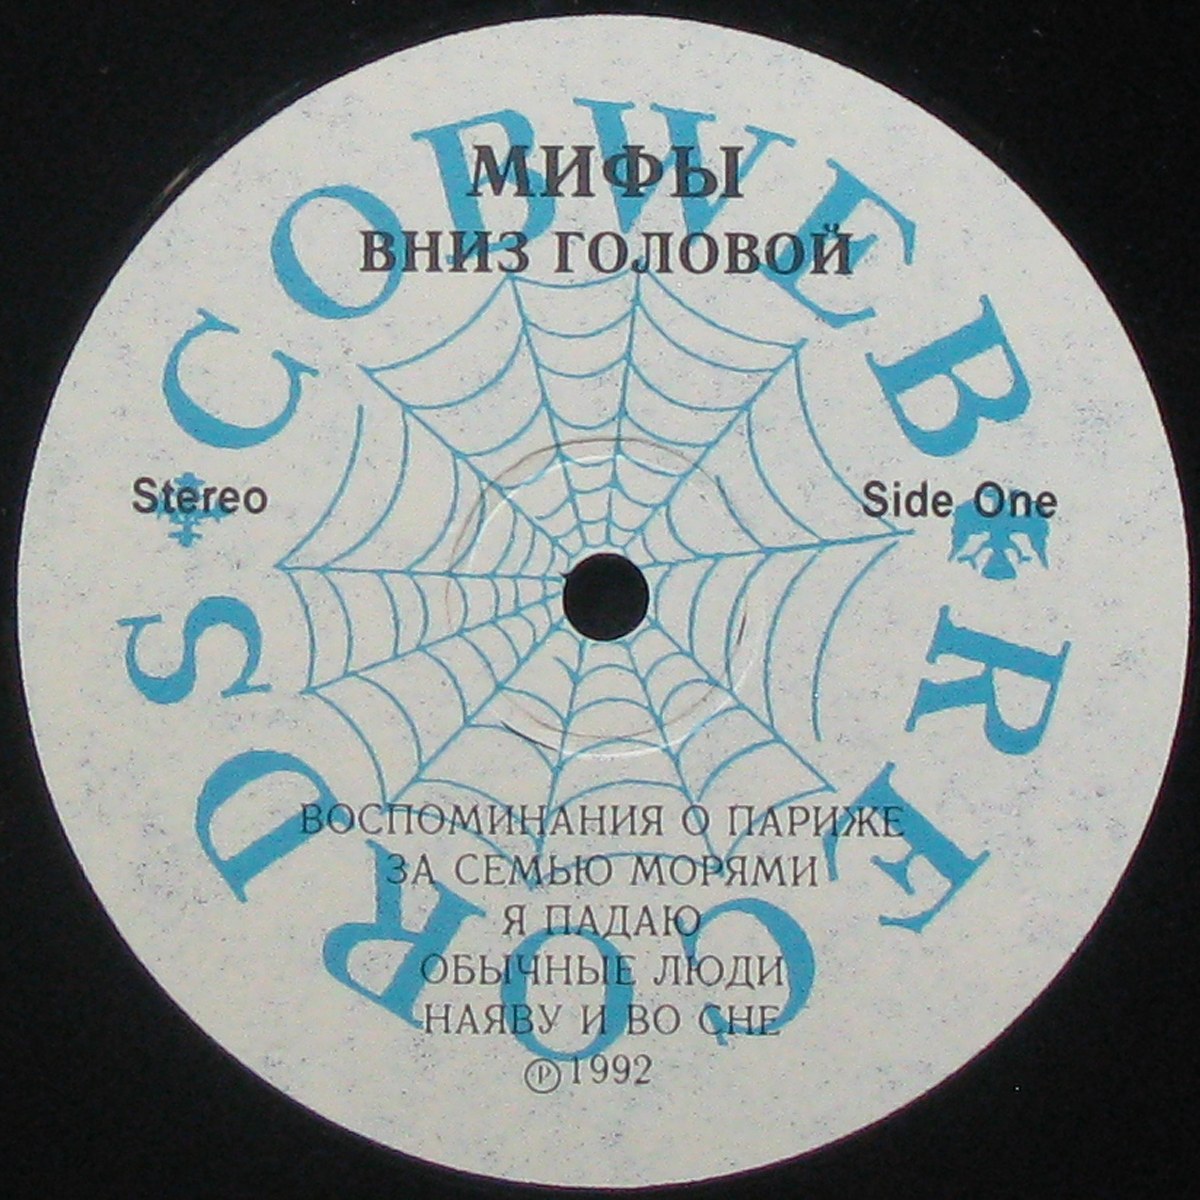 COBWEB RECORDS
МИФЫ
ВНИЗ ГОЛОВОЙ
Stereo
Side One
ВОСПОМИНАНИЯ О ПАРИЖЕ
ЗА СЕМЬЮ МОРЯМИ
Я ПАДАЮ
ОБЫЧНЫЕ ЛЮДИ
НАЯВУ И ВО СНЕ
℗ 1992